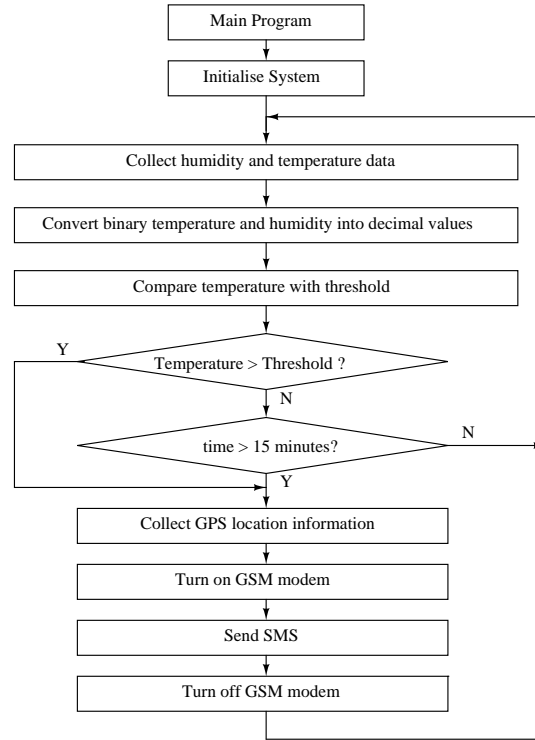 Main Program
Initialise System
Collect humidity and temperature data
Convert binary temperature and humidity into decimal values
Compare temperature with threshold
Y
Temperature > Threshold ?
N
time > 15 minutes?
N
Y
Collect GPS location information
Turn on GSM modem
Send SMS
Turn off GSM modem